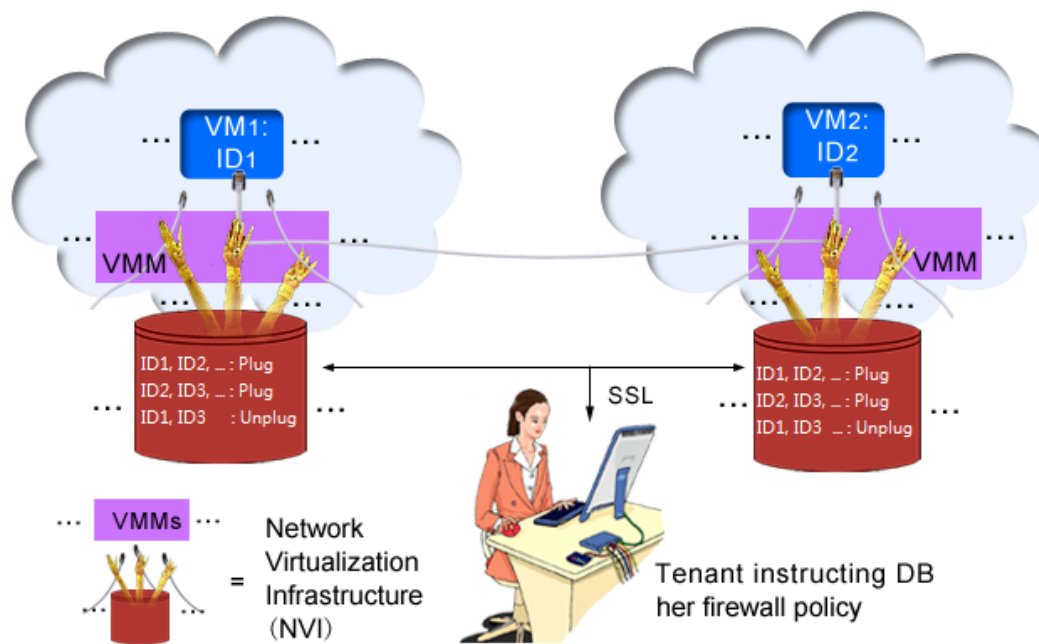 VM1:
ID1
VM2:
ID2
... ...
... ...
... VMM ...
... VMM ...
... ...
... ...
ID1, ID2, ... : Plug
ID2, ID3, ... : Plug
ID1, ID3 : Unplug
... ...
ID1, ID2, ... : Plug
ID2, ID3, ... : Plug
ID1, ID3 ... : Unplug
... ...
SSL
... VMMs ...
... ...
=
Network
Virtualization
Infrastructure
(NVI)
Tenant instructing DB
her firewall policy